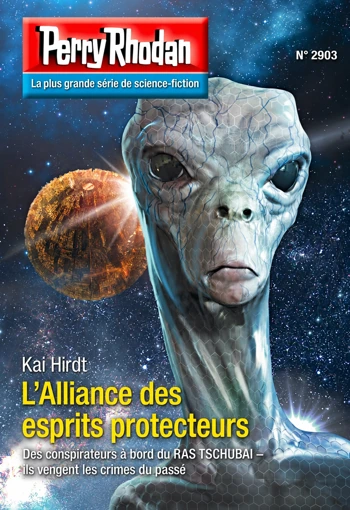 Perry Rhodan
N° 2903
La plus grande série de science-fiction
Kai Hirdt
L'Alliance des
esprits protecteurs
Des conspirateurs à bord du RAS TSCHUBAI –
ils vengent les crimes du passé